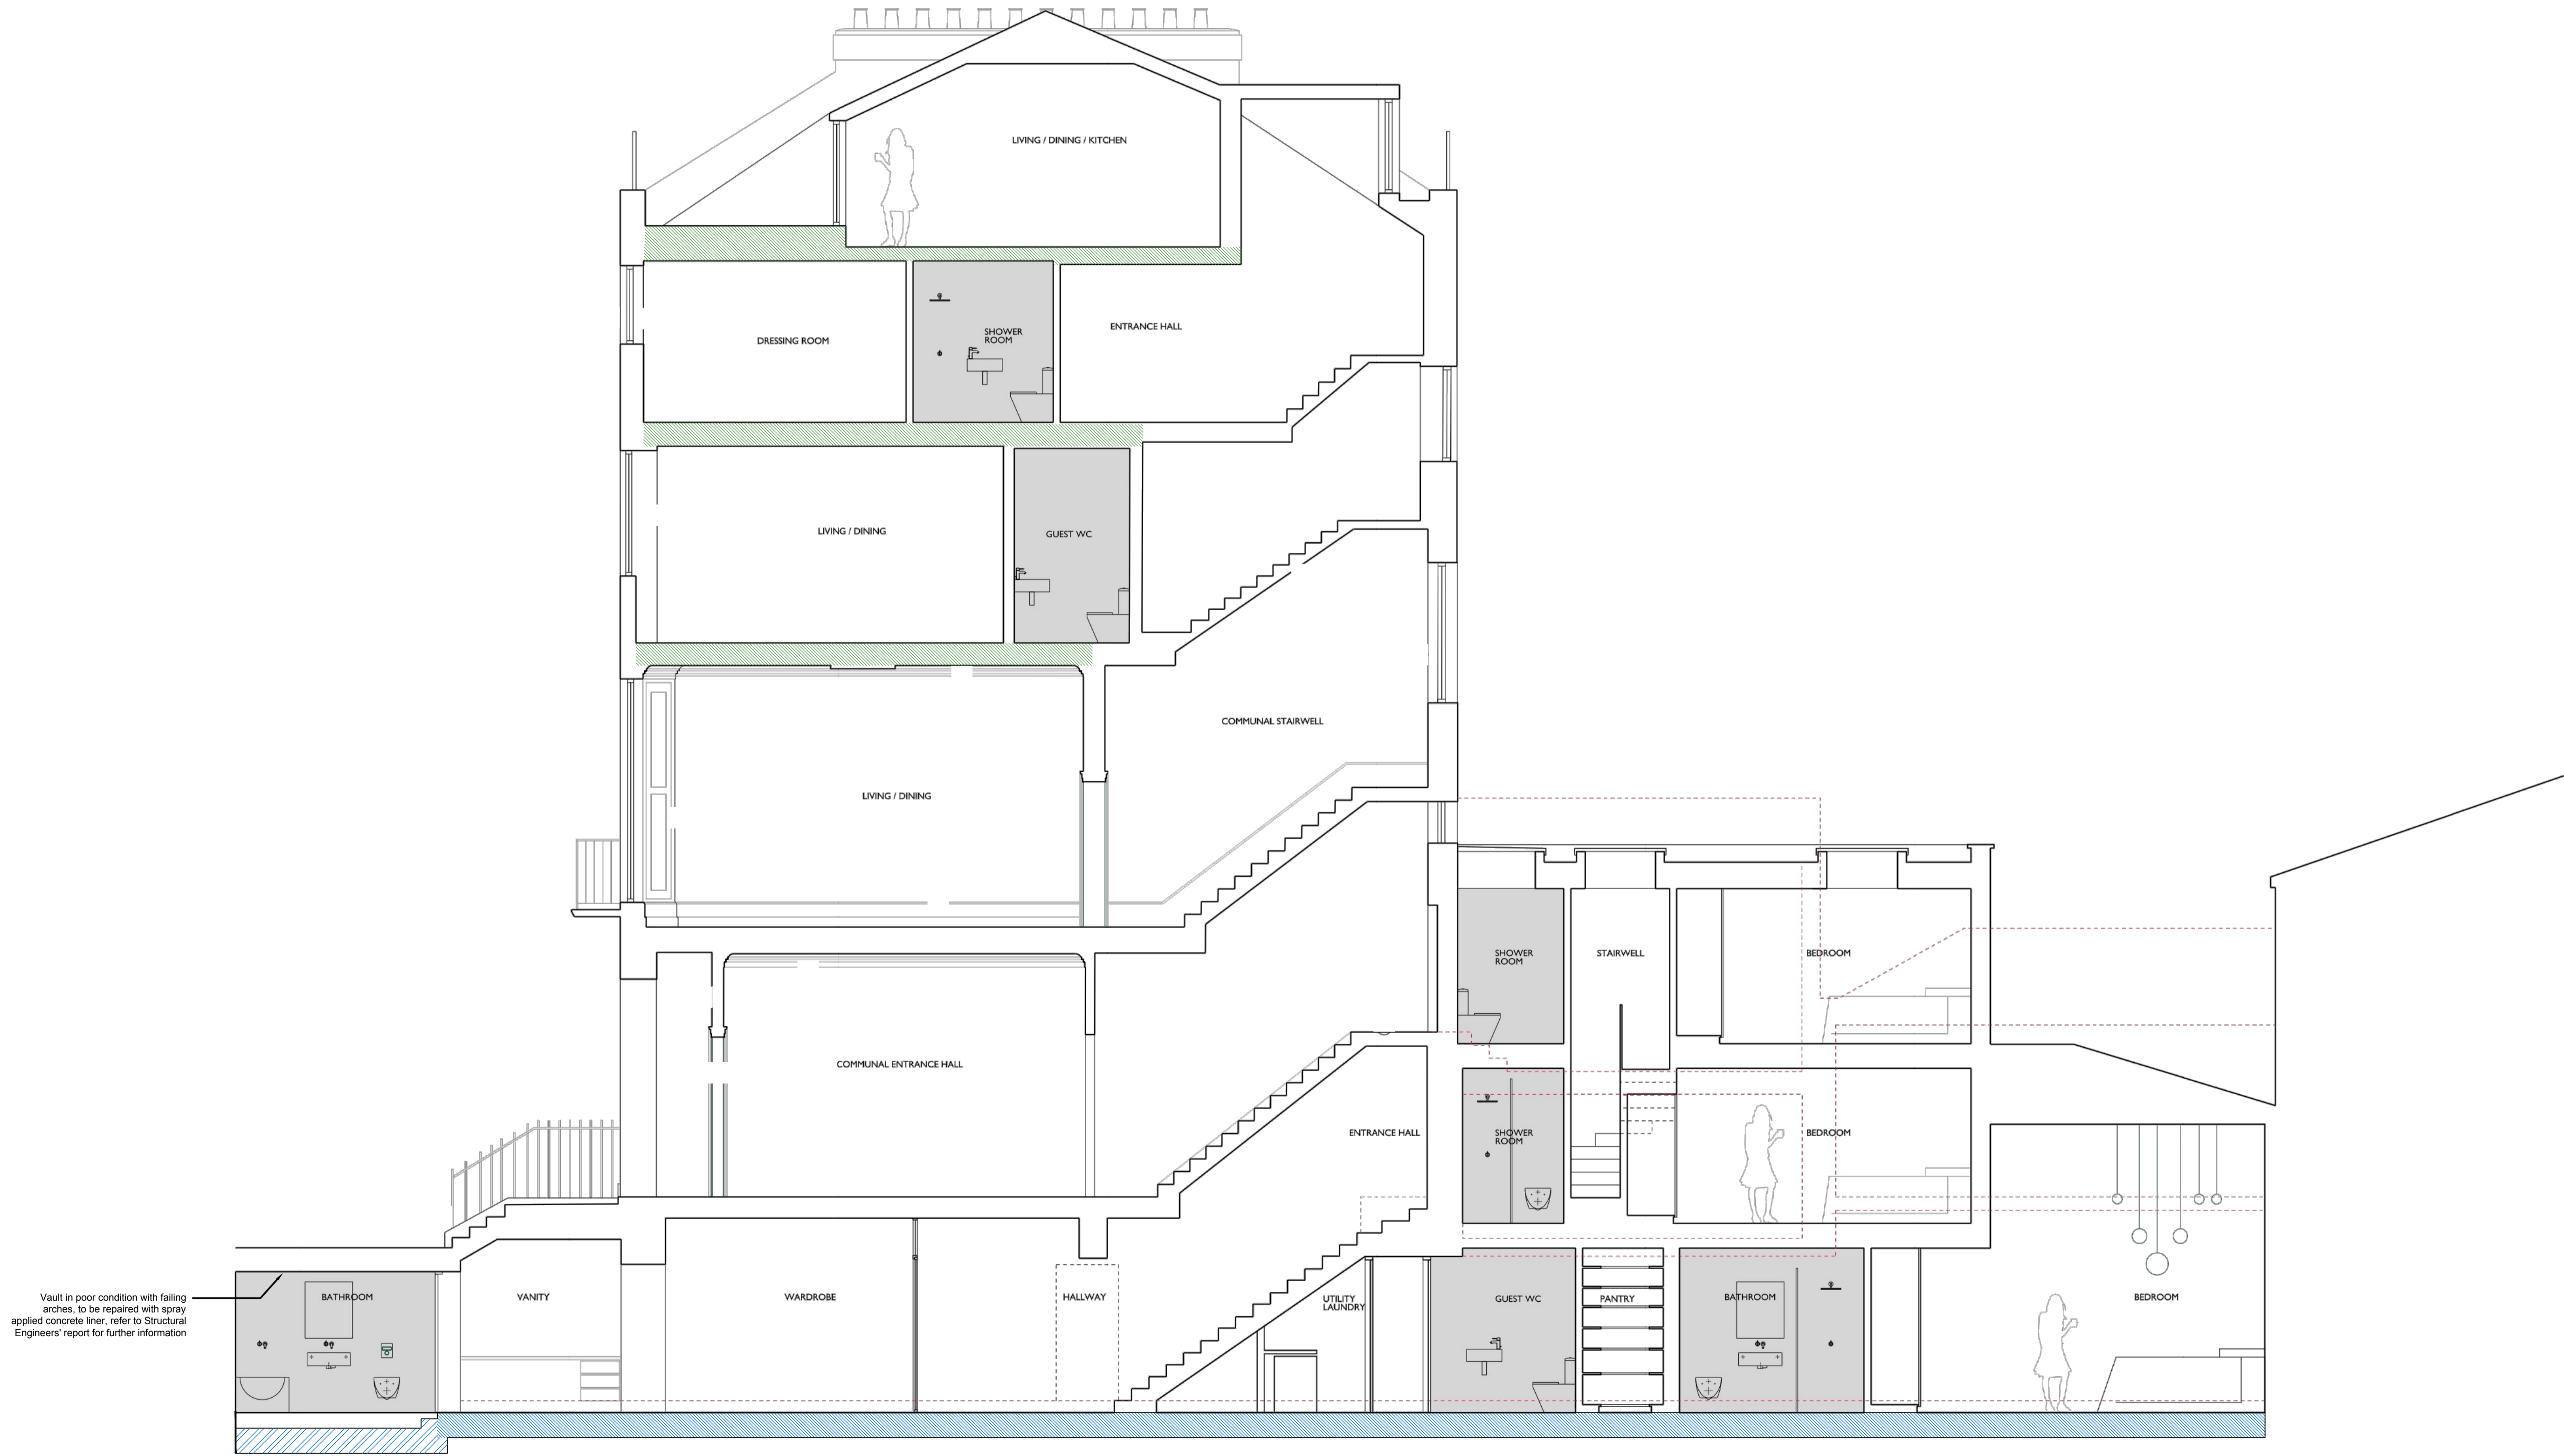 LIVING / DINING / KITCHEN
DRESSING ROOM
SHOWER
ROOM
ENTRANCE HALL
LIVING / DINING
GUEST WC
COMMUNAL STAIRWELL
LIVING / DINING
SHOWER
ROOM
STAIRWELL
BEDROOM
COMMUNAL ENTRANCE HALL
ENTRANCE HALL
SHOWER
ROOM
BEDROOM
Vault in poor condition with failing
arches, to be repaired with spray
applied concrete liner, refer to Structural
Engineers' report for further information
BATHROOM
VANITY
WARDROBE
HALLWAY
UTILITY
LAUNDRY
GUEST WC
PANTRY
BATHROOM
BEDROOM